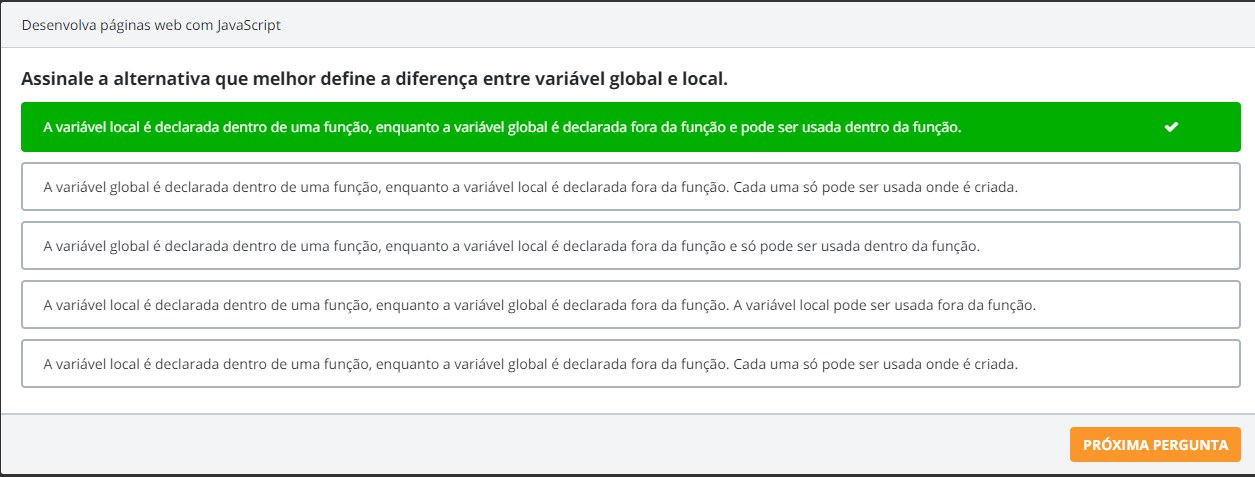 Desenvolva páginas web com JavaScript
Assinale a alternativa que melhor define a diferença entre variável global e local.
A variável local é declarada dentro de uma função, enquanto a variável global é declarada fora da função e pode ser usada dentro da função.
A variável global é declarada dentro de uma função, enquanto a variável local é declarada fora da função. Cada uma só pode ser usada onde é criada.
A variável global é declarada dentro de uma função, enquanto a variável local é declarada fora da função e só pode ser usada dentro da função.
A variável local é declarada dentro de uma função, enquanto a variável global é declarada fora da função. A variável local pode ser usada fora da função.
A variável local é declarada dentro de uma função, enquanto a variável global é declarada fora da função. Cada uma só pode ser usada onde é criada.
PRÓXIMA PERGUNTA